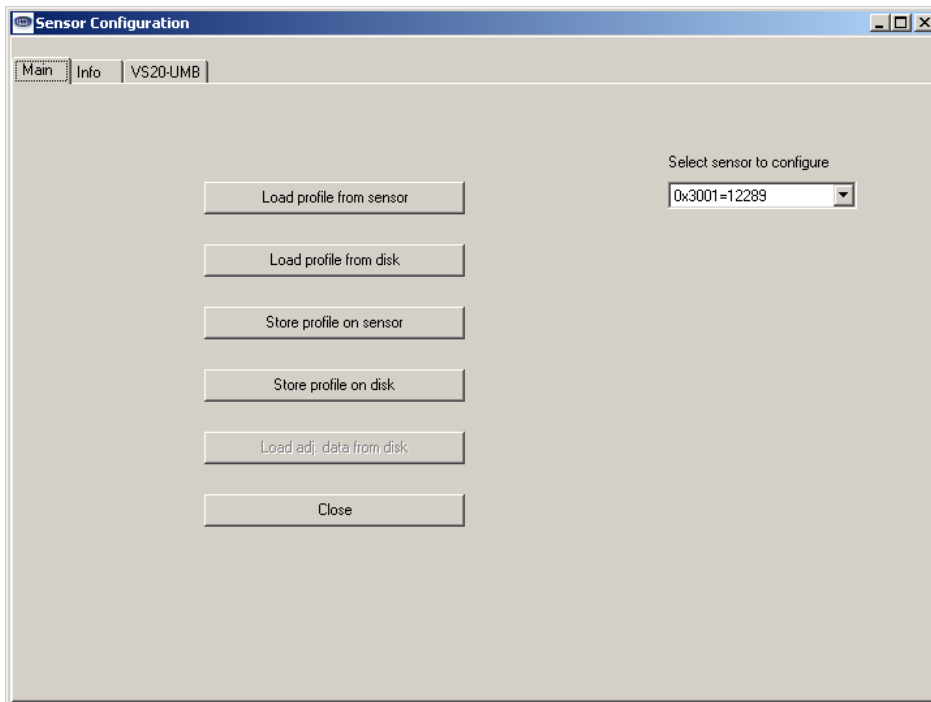 Sensor Configuration
Main
Info
VS20-UMB
Select sensor to configure
0x3001=12289
Load profile from sensor
Load profile from disk
Store profile on sensor
Store profile on disk
Load adj. data from disk
Close